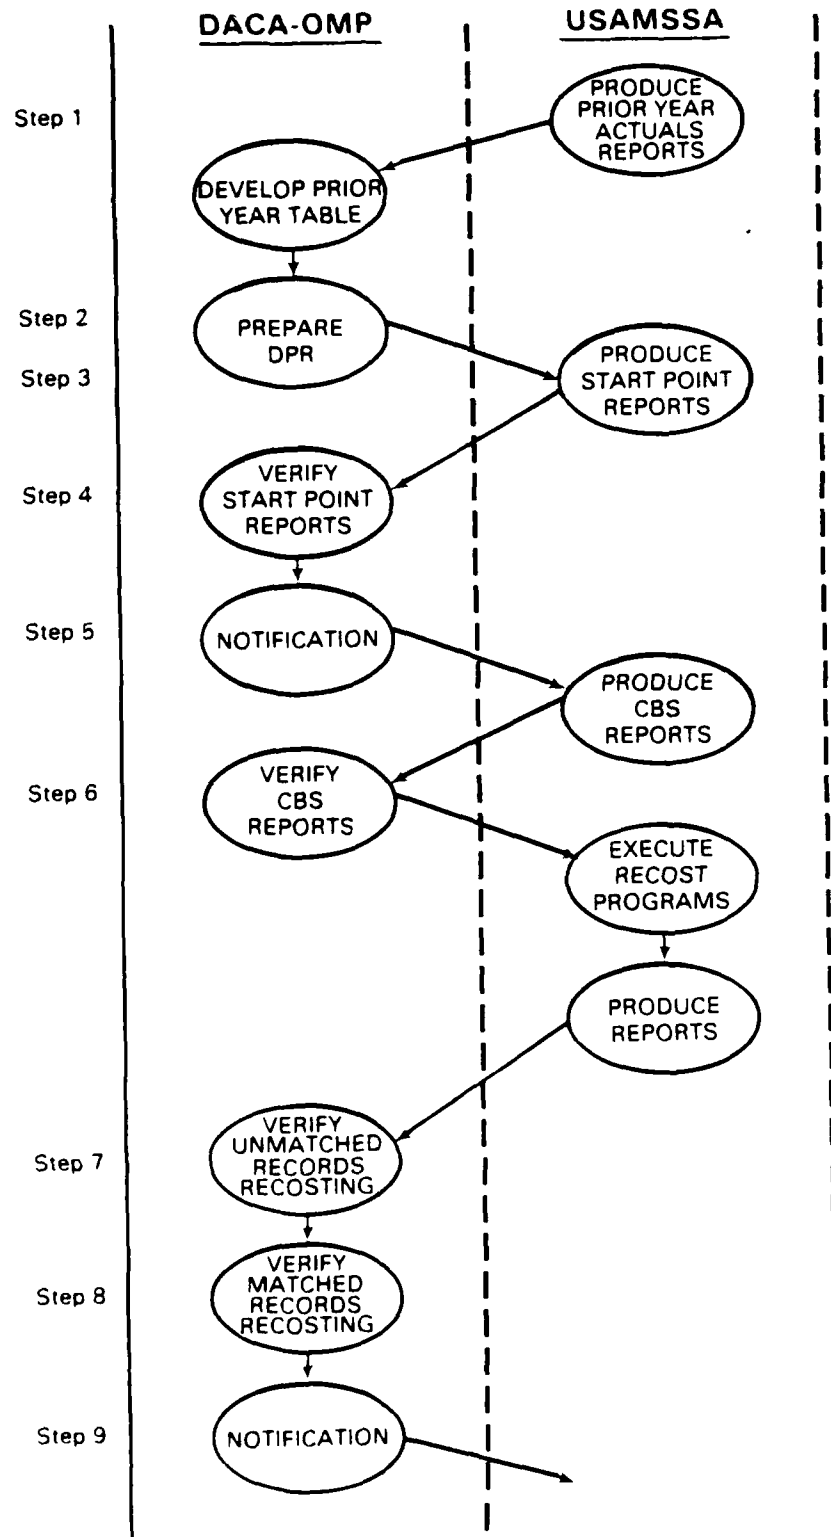 DACA-OMP
USAMSSA
Step 1
PRODUCE
PRIOR YEAR
ACTUALS
REPORTS
DEVELOP PRIOR
YEAR TABLE
Step 2
PREPARE
DPR
Step 3
PRODUCE
START POINT
REPORTS
Step 4
VERIFY
START POINT
REPORTS
Step 5
NOTIFICATION
PRODUCE
CBS
REPORTS
Step 6
VERIFY
CBS
REPORTS
EXECUTE
RECOST
PROGRAMS
PRODUCE
REPORTS
Step 7
VERIFY
UNMATCHED
RECORDS
RECOSTING
Step 8
VERIFY
MATCHED
RECORDS
RECOSTING
Step 9
NOTIFICATION